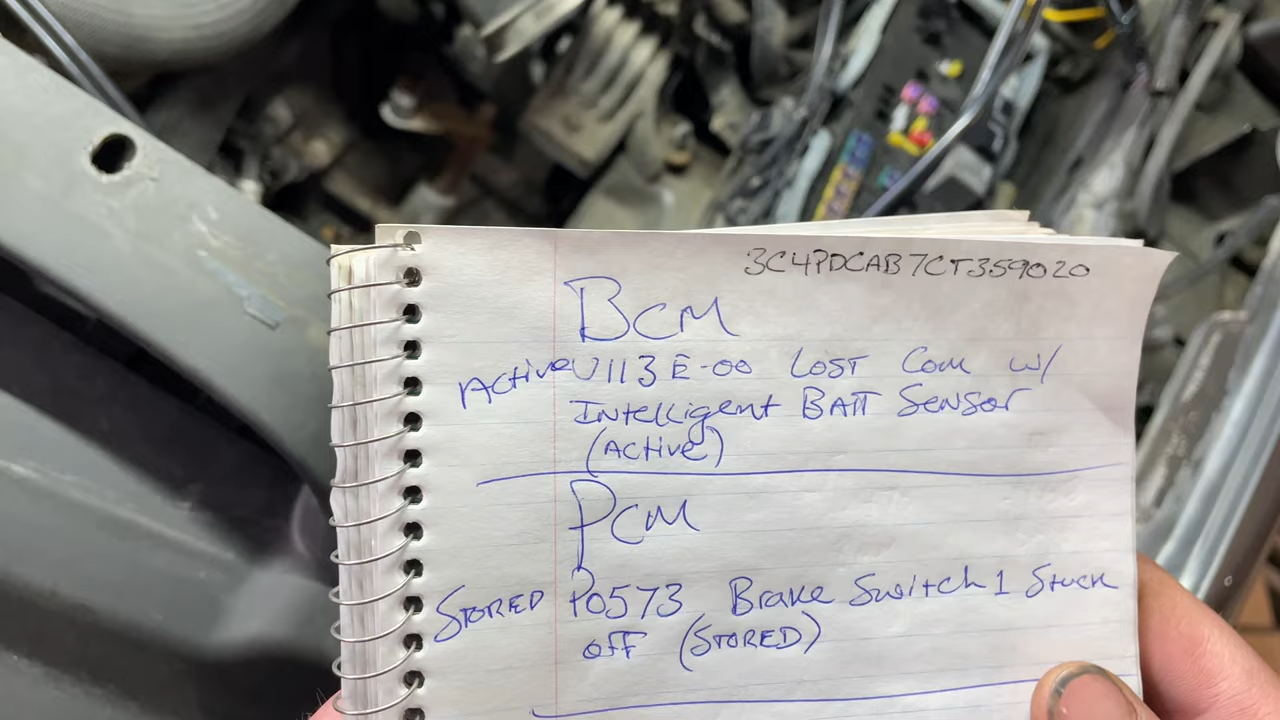 3C4PDCAB7CT359020
BCM
ACTIVE U113E-00 LOST COM W/
INTElligent BATT SenSor
(ACTIVE)
PCM
STORED P0573 Brake Switch 1 Stuck
OFF (STORED)